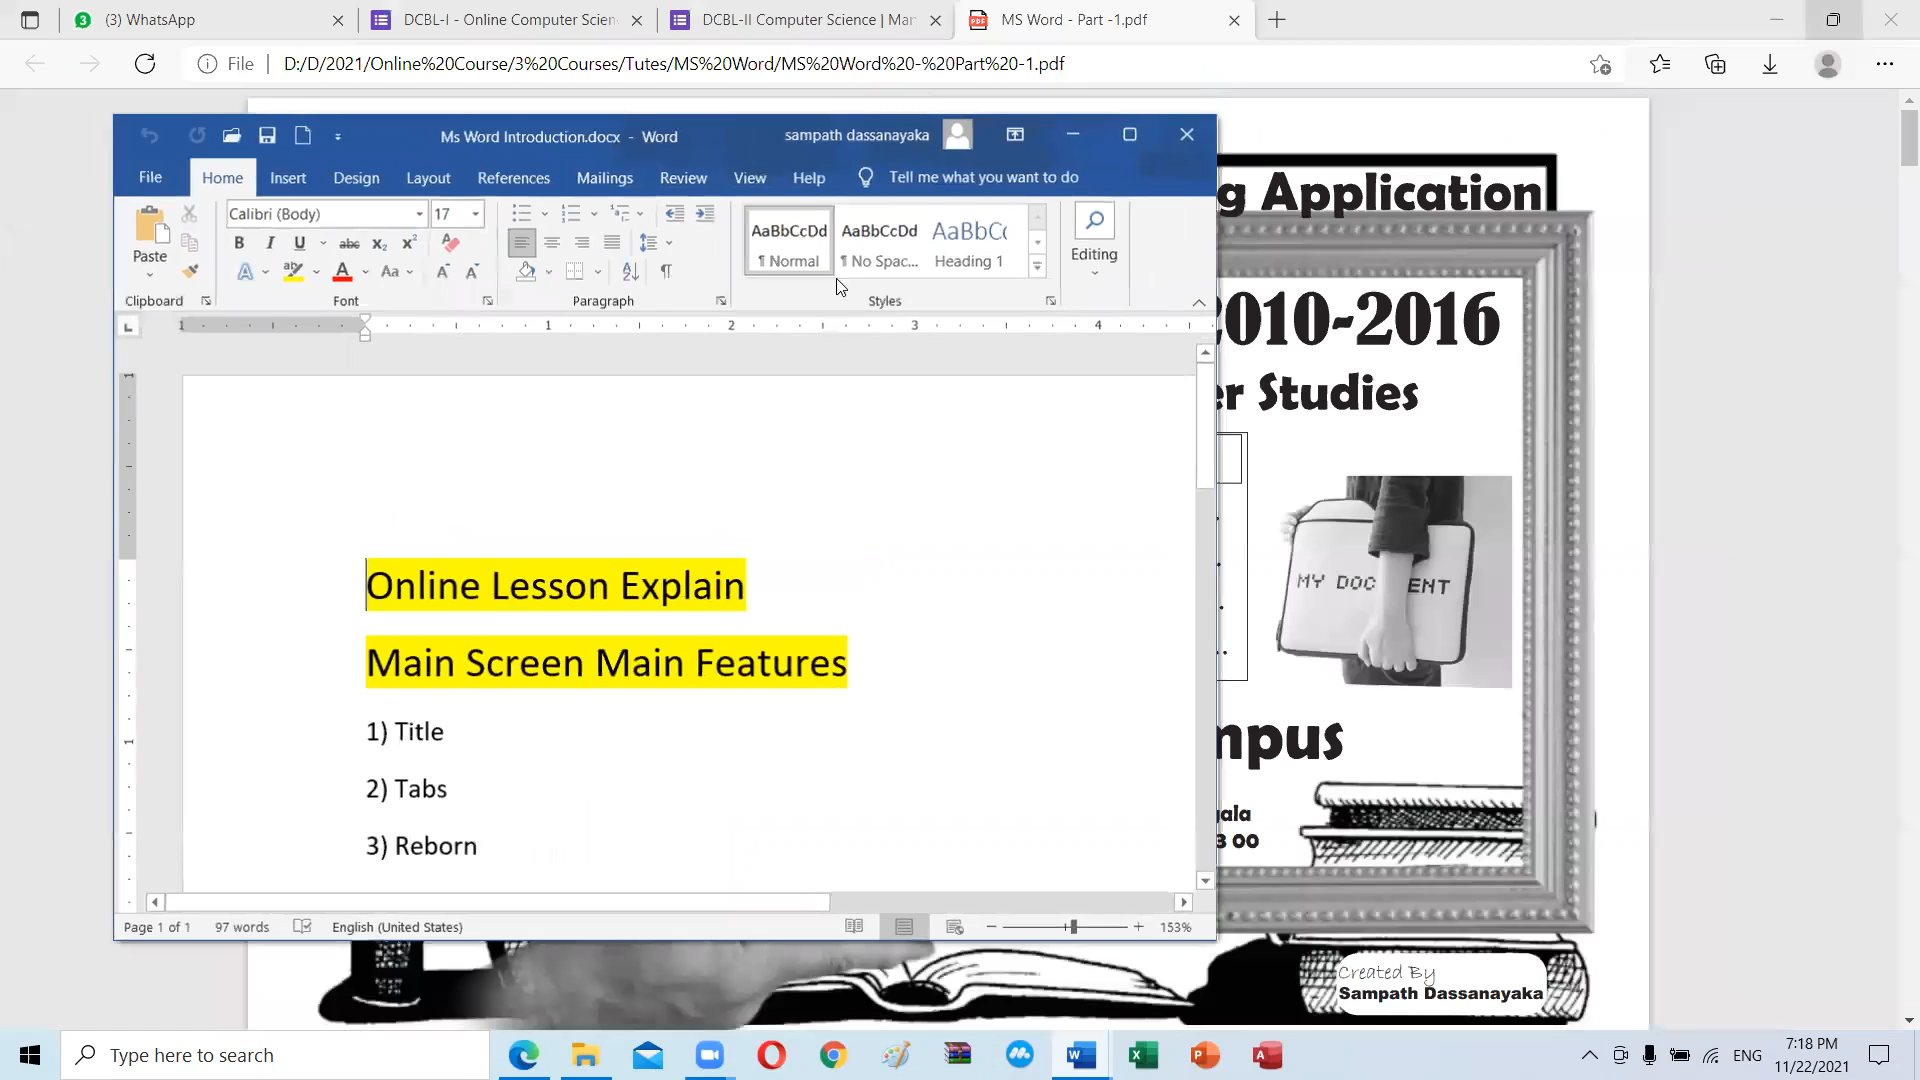 (3) WhatsApp
DCBL-I - Online Computer Scien
DCBL-II Computer Science | Mar
MS Word - Part -1.pdf
File
D:/D/2021/Online%20Course/3%20Courses/Tutes/MS%20Word/MS%20Word%20-%20Part%20-1.pdf
Ms Word Introduction.docx - Word
sampath dassanayaka
File Home Insert Design Layout References Mailings Review View Help Tell me what you want to do
Paste
Calibri (Body) 17
AaBbCcDd AaBbCcDd AaBbCc
¶ Normal ¶ No Spac... Heading 1
Editing
Clipboard Font Paragraph Styles
1 1 2 3 4
Online Lesson Explain
Main Screen Main Features
1) Title
2) Tabs
3) Reborn
Page 1 of 1 97 words English (United States) 153%
g Application
2010-2016
er Studies
MY DOC ENT
mpus
gala
3 00
Created By
Sampath Dassanayaka
Type here to search
ENG
7:18 PM
11/22/2021